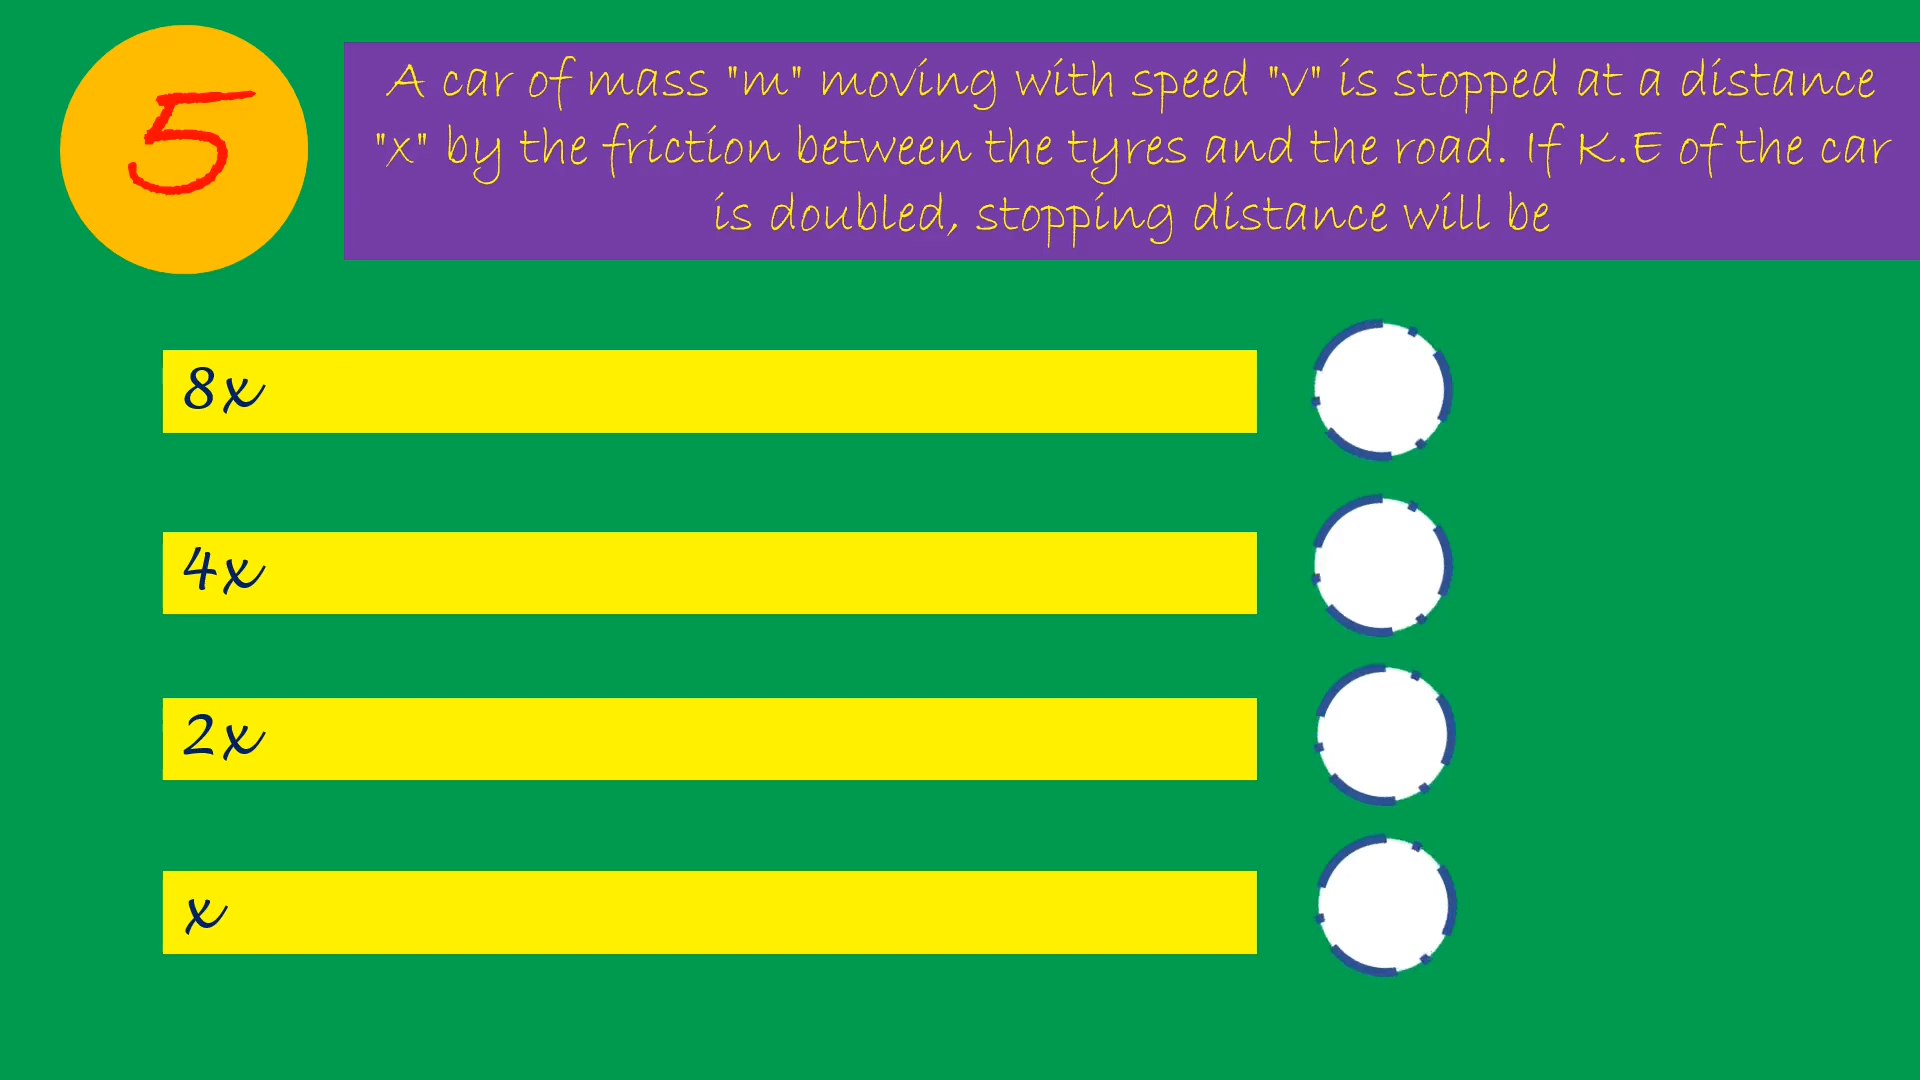 5
A car of mass "m" moving with speed "v" is stopped at a distance
"x" by the friction between the tyres and the road. If K.E of the car
is doubled, stopping distance will be
8x
4x
2x
x